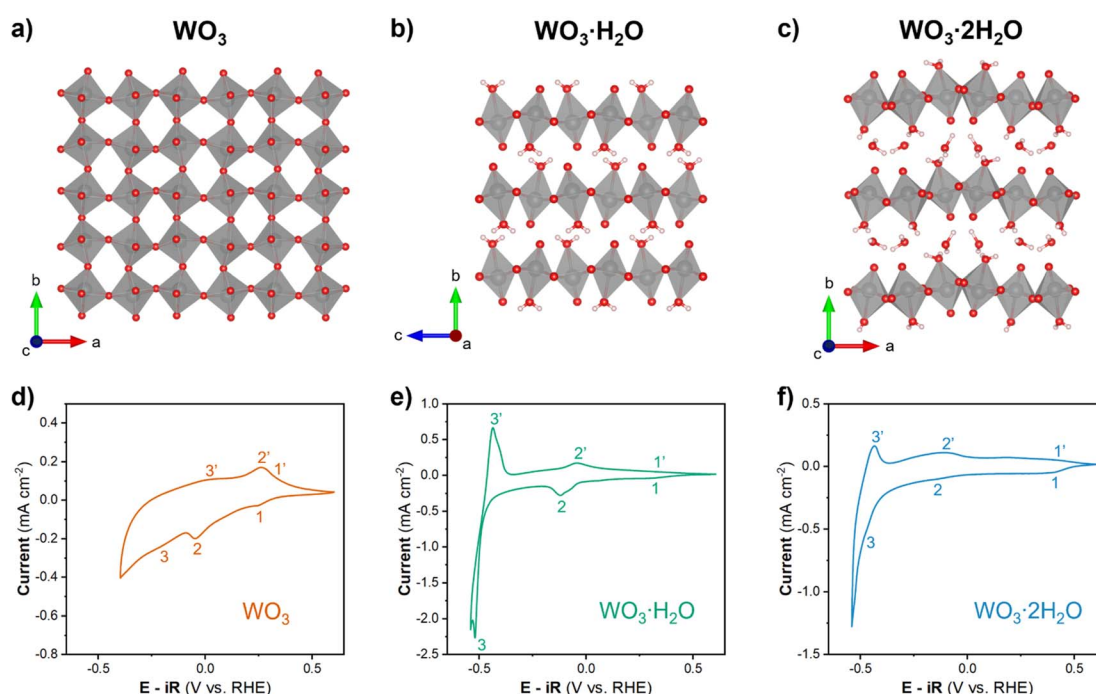 a)
WO₃
b
c
a
b)
WO₃·H₂O
b
c
a
c)
WO₃·2H₂O
b
c
a
d)
Current (mA cm⁻²)
0.4
0.2
0.0
-0.2
-0.4
-0.6
-0.8
3'
2'
1'
1
2
3
WO₃
-0.5
0.0
0.5
E - iR (V vs. RHE)
e)
Current (mA cm⁻²)
1.0
0.5
0.0
-0.5
-1.0
-1.5
-2.0
-2.5
3'
2'
1'
1
2
3
WO₃·H₂O
-0.5
0.0
0.5
E - iR (V vs. RHE)
f)
Current (mA cm⁻²)
0.5
0.0
-0.5
-1.0
-1.5
3'
2'
1'
1
2
3
WO₃·2H₂O
-0.5
0.0
0.5
E - iR (V vs. RHE)